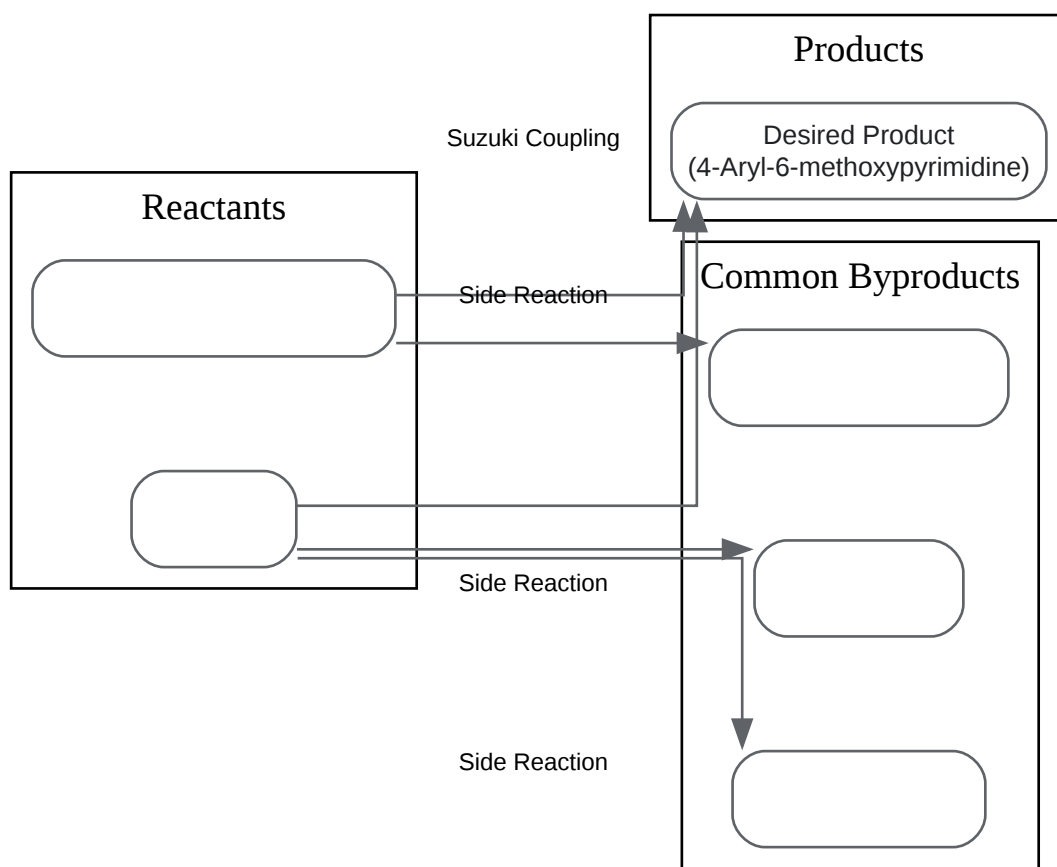 Products
Suzuki Coupling
Desired Product
(4-Aryl-6-methoxypyrimidine)
Reactants
Side Reaction
Common Byproducts
Side Reaction
Side Reaction